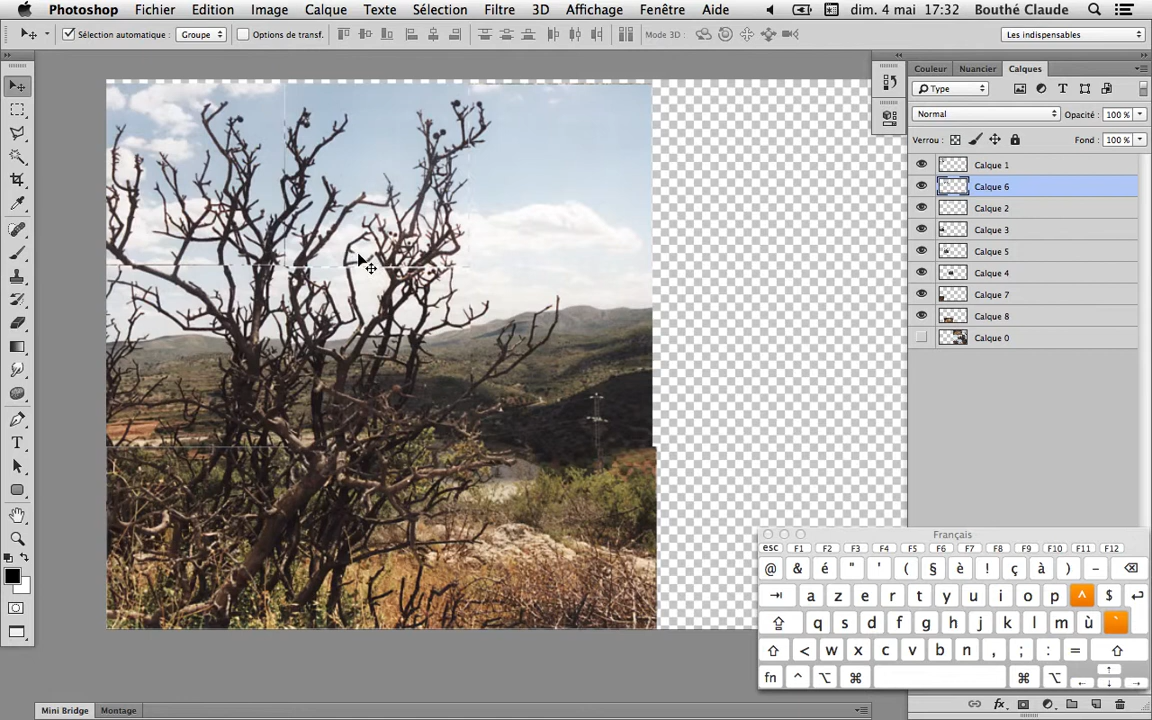 Photoshop Fichier Edition Image Calque Texte Sélection Filtre 3D Affichage Fenêtre Aide dim. 4 mai 17:32 Bouthé Claude
Sélection automatique : Groupe Options de transf. Mode 3D : Les indispensables
Couleur Nuancier Calques
Type
Normal Opacité : 100 %
Verrou : Fond : 100 %
Calque 1
Calque 6
Calque 2
Calque 3
Calque 5
Calque 4
Calque 7
Calque 8
Calque 0
Français
esc F1 F2 F3 F4 F5 F6 F7 F8 F9 F10 F11 F12
@ & é " ' ( § è ! ç à ) -
a z e r t y u i o p ^ $
q s d f g h j k l m ù `
< w x c v b n , ; : =
fn ^ ⌥ ⌘ ⌘ ⌥
Mini Bridge Montage